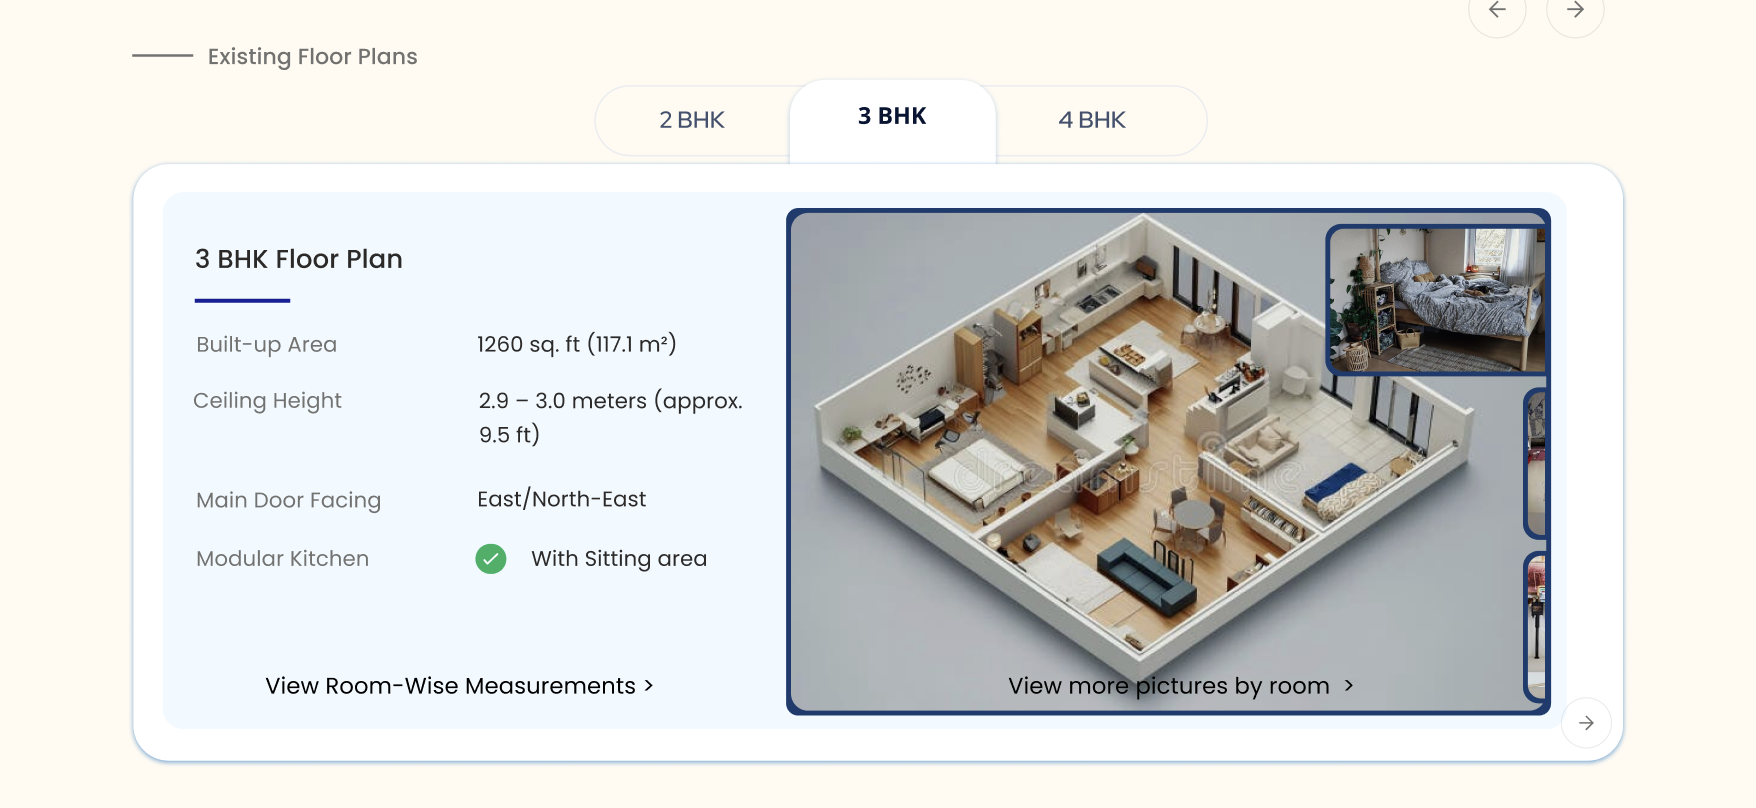 Existing Floor Plans
2 BHK
3 BHK
4 BHK
3 BHK Floor Plan
Built-up Area
1260 sq. ft (117.1 m²)
Ceiling Height
2.9 – 3.0 meters (approx.
9.5 ft)
Main Door Facing
East/North-East
Modular Kitchen
With Sitting area
View Room-Wise Measurements >
dreamstime
View more pictures by room >